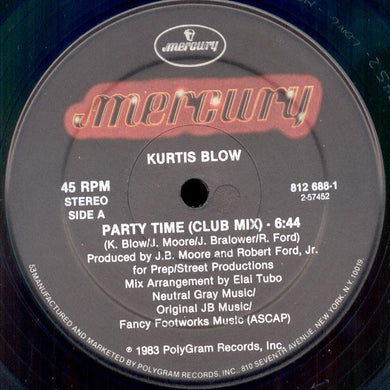 mercury
mercury
KURTIS BLOW
45 RPM
STEREO
SIDE A
812 688-1
2-57452
PARTY TIME (CLUB MIX) - 6:44
(K. Blow/J. Moore/J. Bralower/R. Ford)
Produced by J.B. Moore and Robert Ford, Jr.
for Prep/Street Productions
Mix Arrangement by Elai Tubo
Neutral Gray Music/
Original JB Music/
Fancy Footworks Music (ASCAP)
℗ 1983 PolyGram Records, Inc.
53 MANUFACTURED AND MARKETED BY POLYGRAM RECORDS, INC., 810 SEVENTH AVENUE, NEW YORK, N.Y. 10019.